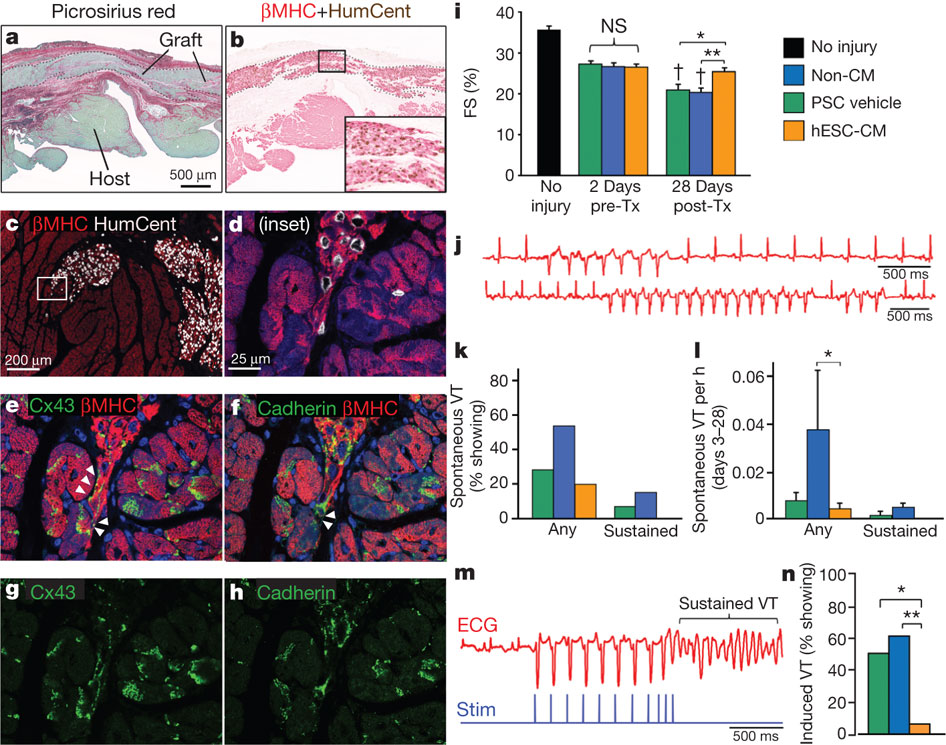 Picrosirius red
a
Graft
Host
500 μm
βMHC+HumCent
b
c βMHC HumCent
200 μm
d (inset)
25 μm
e Cx43 βMHC
f Cadherin βMHC
g Cx43
h Cadherin
i
FS (%)
40
30
20
10
0
NS
*
**
†
†
No injury
2 Days pre-Tx
28 Days post-Tx
No injury
Non-CM
PSC vehicle
hESC-CM
j
500 ms
500 ms
k
Spontaneous VT
(% showing)
80
60
40
20
0
Any
Sustained
l
Spontaneous VT per h
(days 3–28)
0.06
0.04
0.02
0
*
Any
Sustained
m
ECG
Sustained VT
Stim
500 ms
n
Induced VT (% showing)
100
80
60
40
20
0
*
**